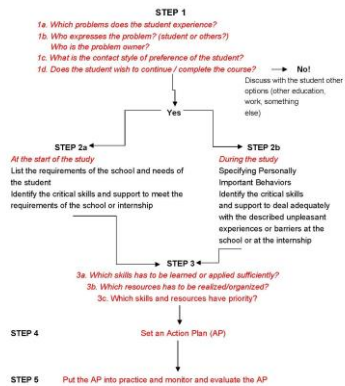 STEP 1
1a. Which problems does the student experience?
1b. Who expresses the problem? (student or others?)
Who is the problem owner?
1c. What is the contact style of preference of the student?
1d. Does the student wish to continue / complete the course?
No!
Discuss with the student other
options (other education,
work, something
else)
Yes
STEP 2a
At the start of the study
List the requirements of the school and needs of
the student
Identify the critical skills and support to meet the
requirements of the school or internship
STEP 2b
During the study
Specifying Personally
Important Behaviors
Identify the critical skills
and support to deal adequately
with the described unpleasant
experiences or barriers at the
school or at the internship
STEP 3
3a. Which skills has to be learned or applied sufficiently?
3b. Which resources has to be realized/organized?
3c. Which skills and resources have priority?
STEP 4
Set an Action Plan (AP)
STEP 5
Put the AP into practice and monitor and evaluate the AP